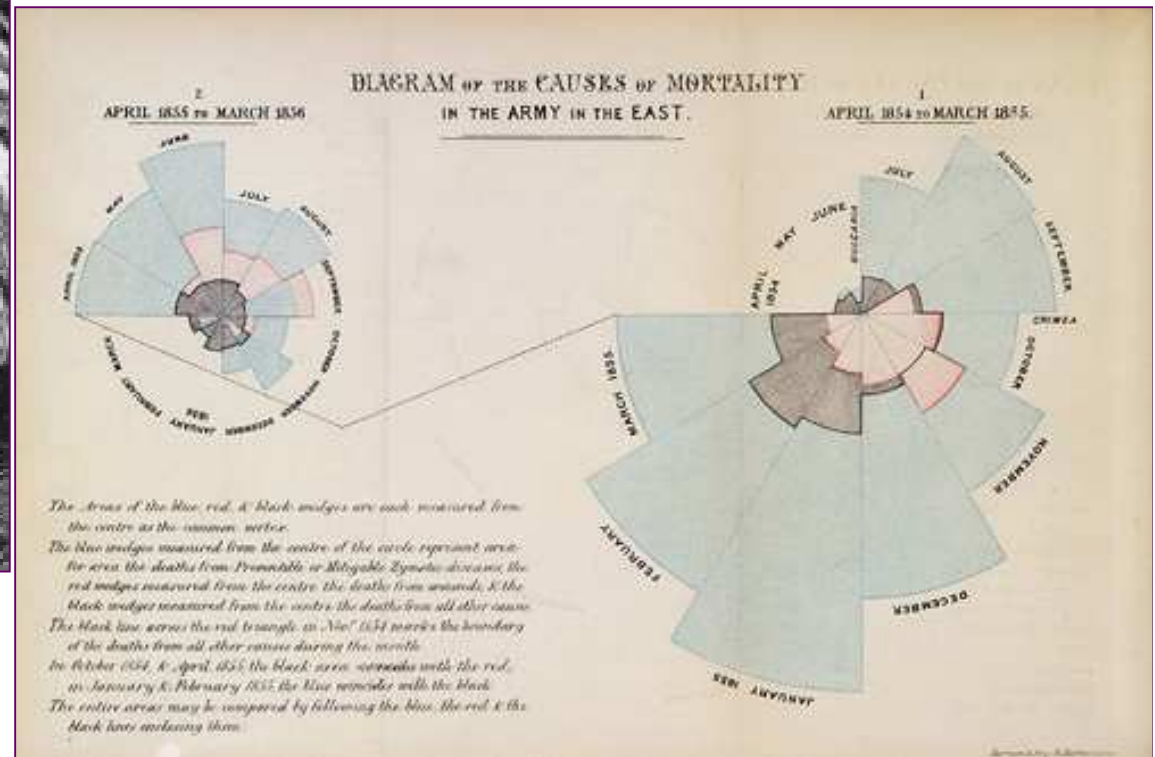 DIAGRAM OF THE CAUSES OF MORTALITY
IN THE ARMY IN THE EAST.
2
APRIL 1855 TO MARCH 1856
1
APRIL 1854 TO MARCH 1855.
JUNE
JULY
AUGUST
SEPTEMBER
OCTOBER
NOVEMBER
DECEMBER
JANUARY 1856
FEBRUARY
MARCH
APRIL 1855
MAY
APRIL 1854
MAY
JUNE
BULGARIA
JULY
AUGUST
SEPTEMBER
CRIMEA
OCTOBER
NOVEMBER
DECEMBER
JANUARY 1855
FEBRUARY
MARCH 1855
The Areas of the blue, red, & black wedges are each measured from
the centre as the common vertex
The blue wedges measured from the centre of the circle represent area
for area the deaths from Preventible or Mitigable Zymotic diseases, the
red wedges measured from the centre the deaths from wounds, & the
black wedges measured from the centre the deaths from all other causes
The black line across the red triangle in Novr 1854 marks the boundary
of the deaths from all other causes during the month
In October 1854, & April 1855, the black area coincides with the red,
in January & February 1855, the blue coincides with the black
The entire areas may be compared by following the blue, the red & the
black lines enclosing them.